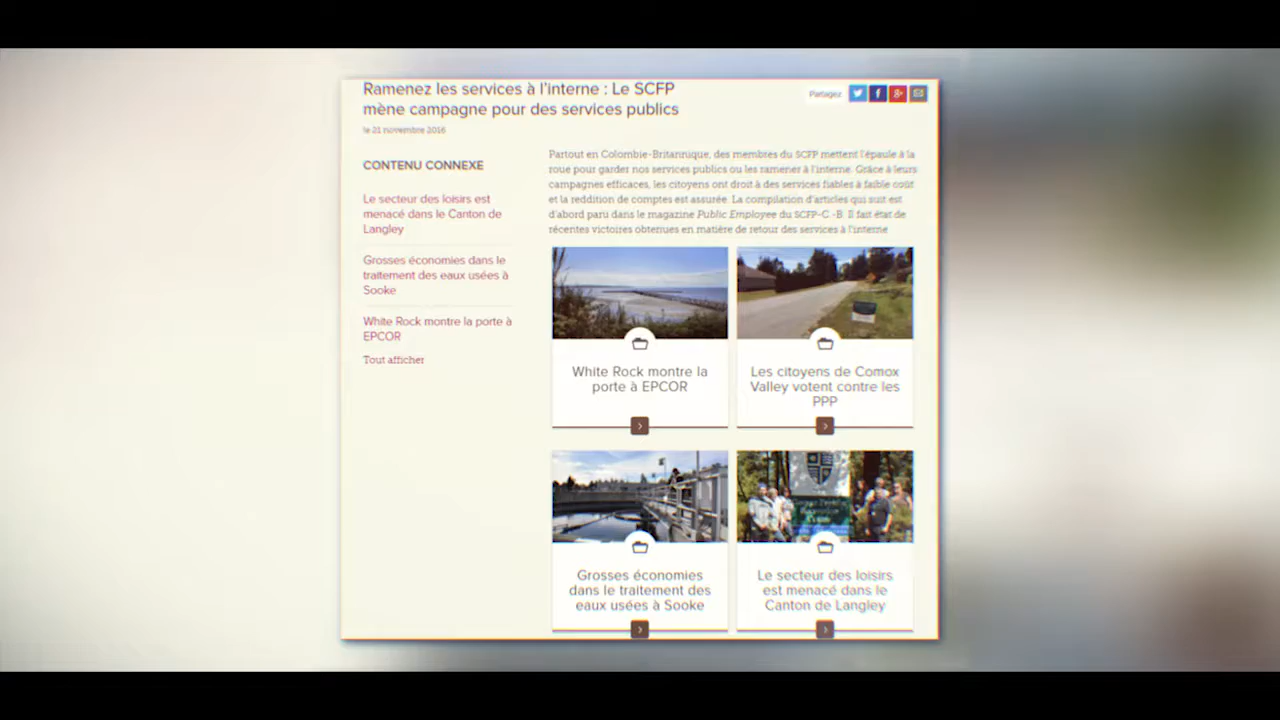 Ramenez les services à l'interne : Le SCFP
mène campagne pour des services publics
le 21 novembre 2016
Partagez
CONTENU CONNEXE
Le secteur des loisirs est
menacé dans le Canton de
Langley
Grosses économies dans le
traitement des eaux usées à
Sooke
White Rock montre la porte à
EPCOR
Tout afficher
Partout en Colombie-Britannique, des membres du SCFP mettent l'épaule à la
roue pour garder nos services publics ou les ramener à l'interne. Grâce à leurs
campagnes efficaces, les citoyens ont droit à des services fiables à faible coût
et la reddition de comptes est assurée. La compilation d'articles qui suit est
d'abord paru dans le magazine Public Employee du SCFP-C.-B. Il fait état de
récentes victoires obtenues en matière de retour des services à l'interne
White Rock montre la
porte à EPCOR
Les citoyens de Comox
Valley votent contre les
PPP
Grosses économies
dans le traitement des
eaux usées à Sooke
Le secteur des loisirs
est menacé dans le
Canton de Langley